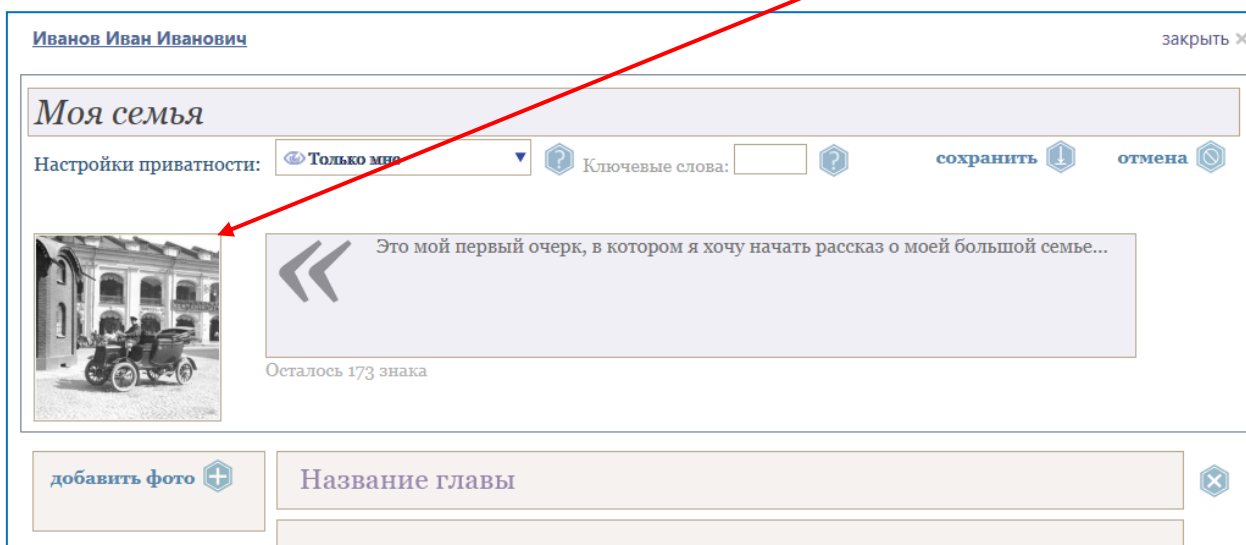 Иванов Иван Иванович
закрыть ×
Моя семья
Настройки приватности: Только мне ? Ключевые слова: ? сохранить отмена
Это мой первый очерк, в котором я хочу начать рассказ о моей большой семье...
Осталось 173 знака
добавить фото
Название главы